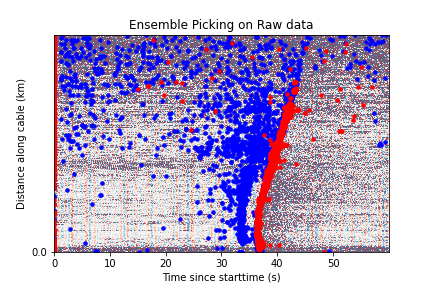 Ensemble Picking on Raw data
Distance along cable (km)
0.0
0 10 20 30 40 50
Time since starttime (s)